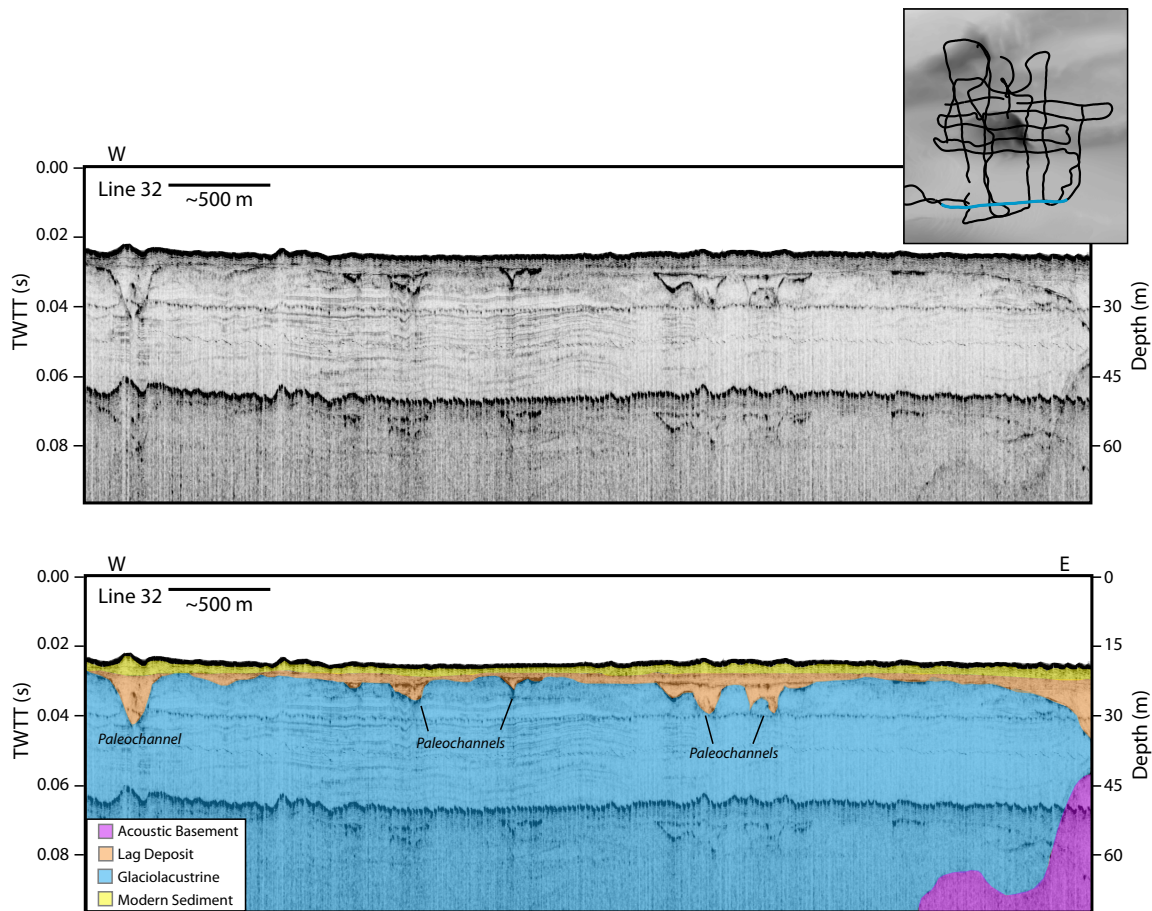 W
0.00
Line 32
~500 m
0.02
0.04
0.06
0.08
TWTT (s)
30
45
60
Depth (m)
W
E
0.00
Line 32
~500 m
0.02
0.04
0.06
0.08
TWTT (s)
0
15
30
45
60
Depth (m)
Paleochannel
Paleochannels
Paleochannels
Acoustic Basement
Lag Deposit
Glaciolacustrine
Modern Sediment